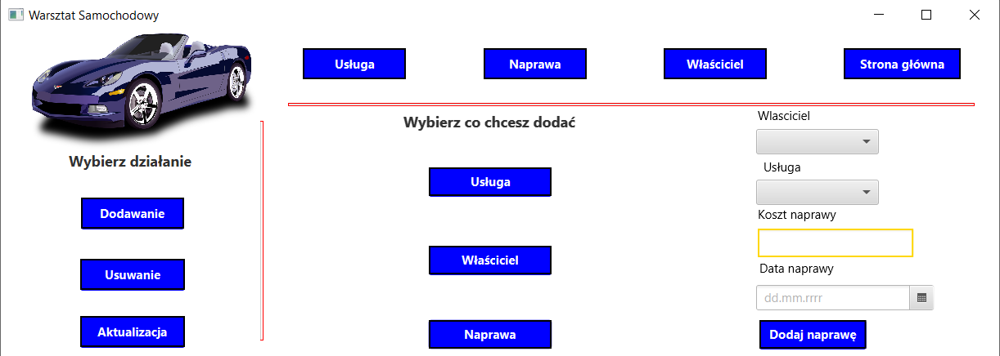 Warsztat Samochodowy
Usługa
Naprawa
Właściciel
Strona główna
Wybierz działanie
Dodawanie
Usuwanie
Aktualizacja
Wybierz co chcesz dodać
Usługa
Właściciel
Naprawa
Wlasciciel
Usługa
Koszt naprawy
Data naprawy
dd.mm.rrrr
Dodaj naprawę